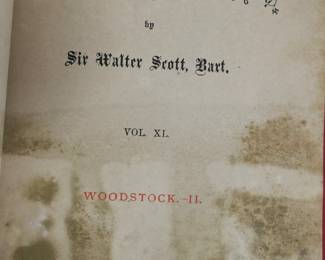 by
Sir Walter Scott, Bart.
VOL. XI.
WOODSTOCK.–II.